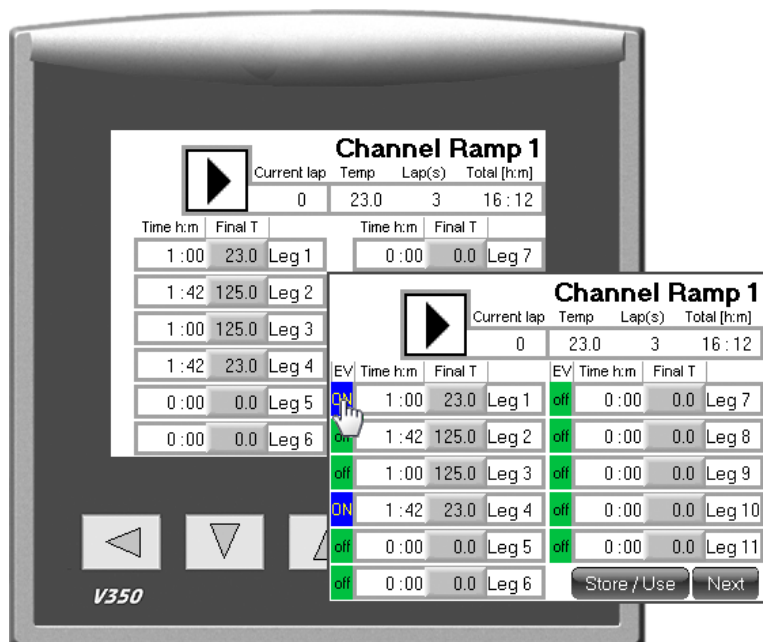 Channel Ramp 1
Current lap Temp Lap(s) Total [h:m]
0 23.0 3 16:12
Time h:m Final T Time h:m Final T
1:00 23.0 Leg 1 0:00 0.0 Leg 7
1:42 125.0 Leg 2
1:00 125.0 Leg 3
1:42 23.0 Leg 4
0:00 0.0 Leg 5
0:00 0.0 Leg 6
V350
Channel Ramp 1
Current lap Temp Lap(s) Total [h:m]
0 23.0 3 16:12
EV Time h:m Final T EV Time h:m Final T
ON 1:00 23.0 Leg 1 off 0:00 0.0 Leg 7
off 1:42 125.0 Leg 2 off 0:00 0.0 Leg 8
off 1:00 125.0 Leg 3 off 0:00 0.0 Leg 9
ON 1:42 23.0 Leg 4 off 0:00 0.0 Leg 10
off 0:00 0.0 Leg 5 off 0:00 0.0 Leg 11
off 0:00 0.0 Leg 6 Store / Use Next